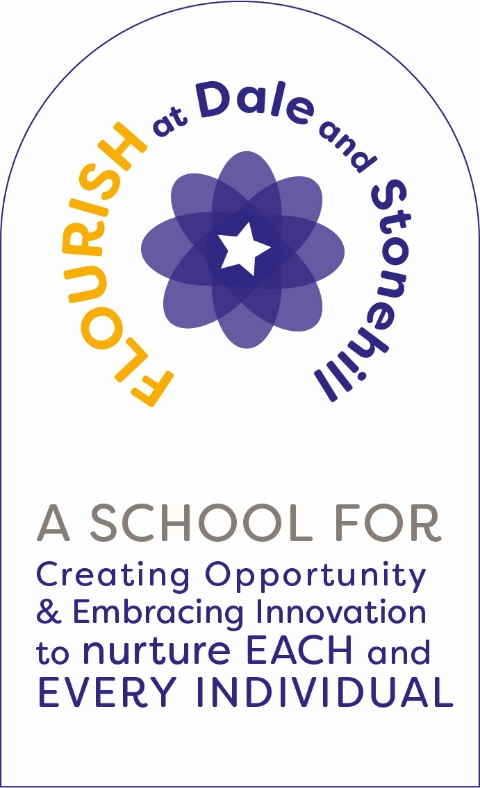 FLOURISH at Dale and Stonehill
A SCHOOL FOR
Creating Opportunity
& Embracing Innovation
to nurture EACH and
EVERY INDIVIDUAL